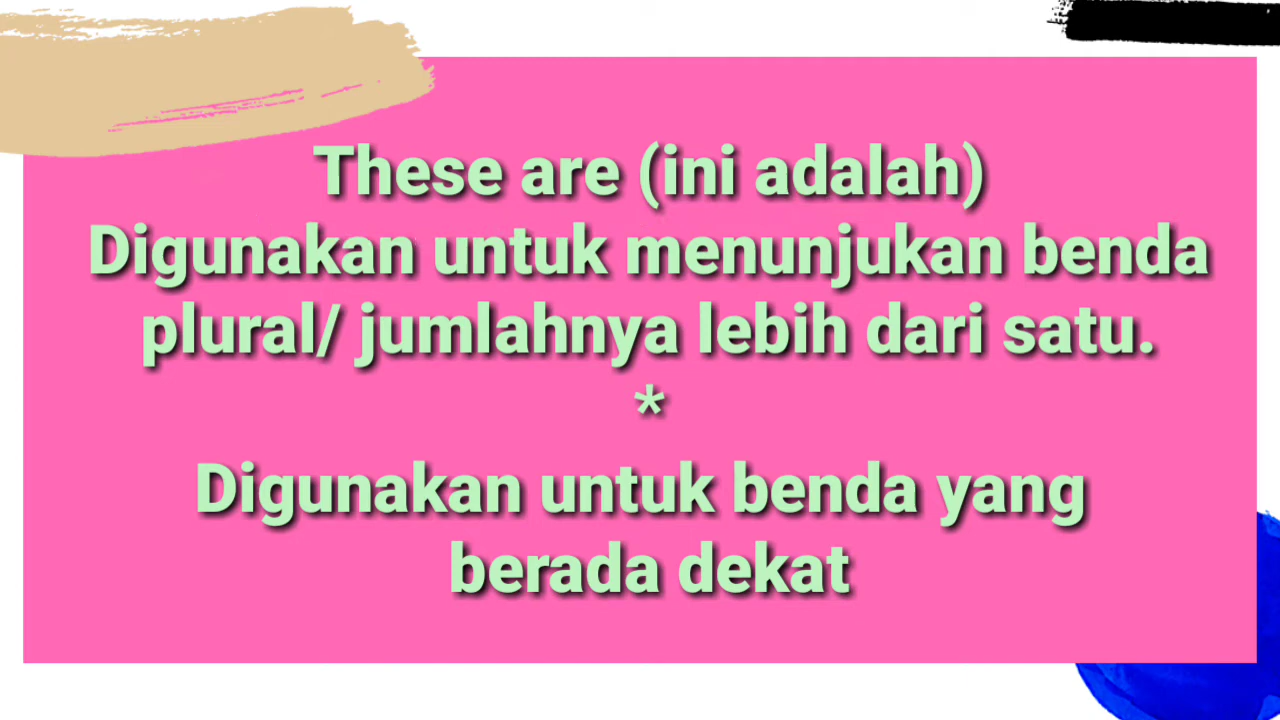 These are (ini adalah)
Digunakan untuk menunjukan benda
plural/ jumlahnya lebih dari satu.
*
Digunakan untuk benda yang
berada dekat